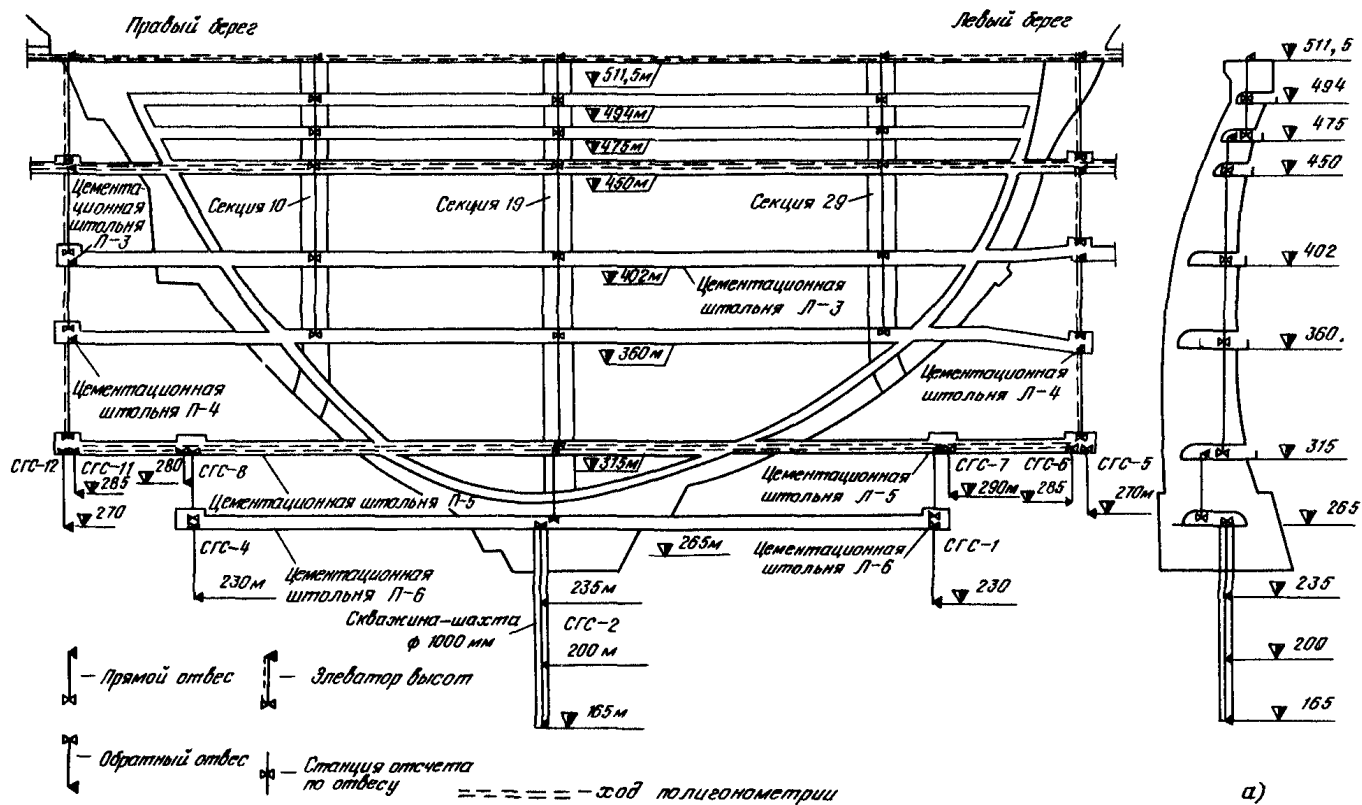 Правый берег
Левый берег
511,5м
494м
475м
450м
402м
360м
315м
265м
Секция 10
Секция 19
Секция 29
Цемента-
ционная
штольня
П-3
Цементационная
штольня Л-3
Цементационная
штольня П-4
Цементационная
штольня Л-4
СГС-12
СГС-11
285
270
280
СГС-8
Цементационная штольня П-5
Цементационная
штольня Л-5
СГС-7
290м
СГС-6
285
СГС-5
270м
СГС-4
230м
Цементационная
штольня П-6
Цементационная
штольня Л-6
СГС-1
230
235м
Скважина-шахта
ф 1000 мм
СГС-2
200 м
165м
511,5
494
475
450
402
360.
315
265
235
200
165
– Прямой отвес
– Элеватор высот
– Обратный отвес
– Станция отсчета
по отвесу
– ход полигонометрии
а)